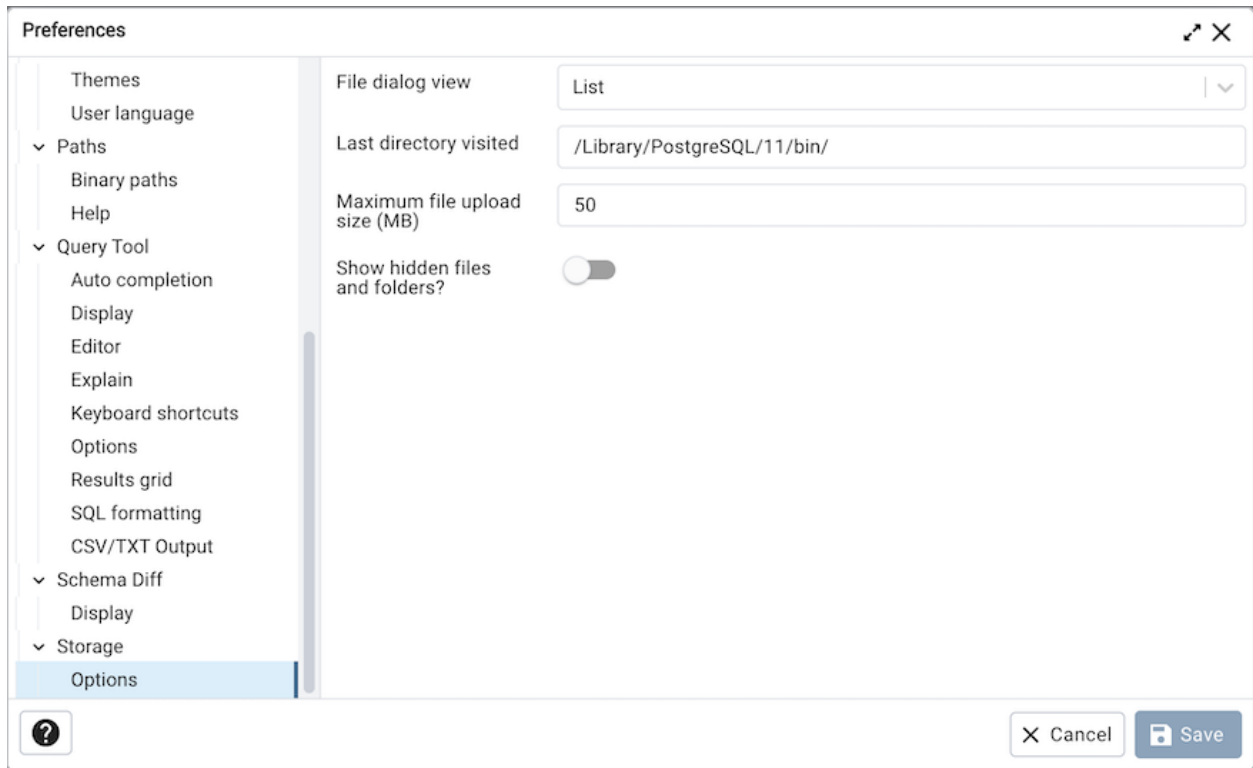 Preferences
Themes
User language
Paths
Binary paths
Help
Query Tool
Auto completion
Display
Editor
Explain
Keyboard shortcuts
Options
Results grid
SQL formatting
CSV/TXT Output
Schema Diff
Display
Storage
Options
File dialog view
List
Last directory visited
/Library/PostgreSQL/11/bin/
Maximum file upload
size (MB)
50
Show hidden files
and folders?
?
Cancel
Save